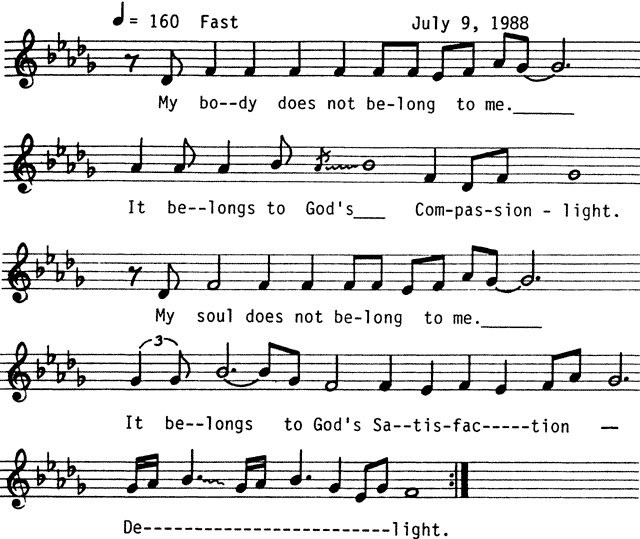 ♩= 160 Fast July 9, 1988
My bo--dy does not be-long to me.______
It be--longs to God's___ Com-pas-sion - light.
My soul does not be-long to me.______
3
It be--longs to God's Sa--tis-fac-----tion —
De------------------------light.